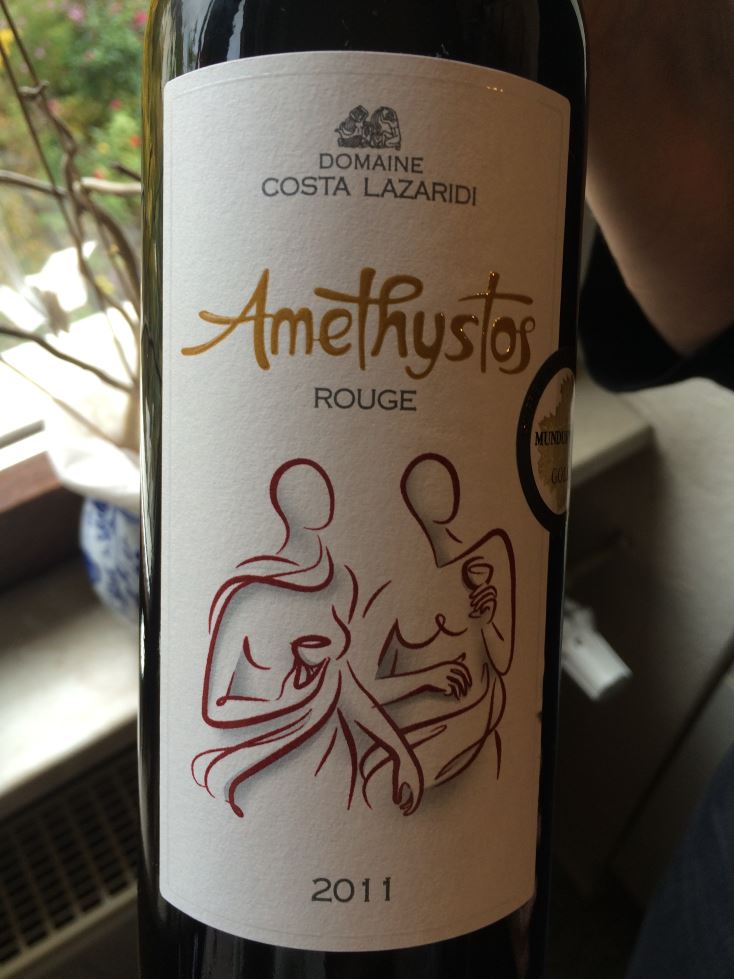 DOMAINE
COSTA LAZARIDI
Amethystos
ROUGE
2011